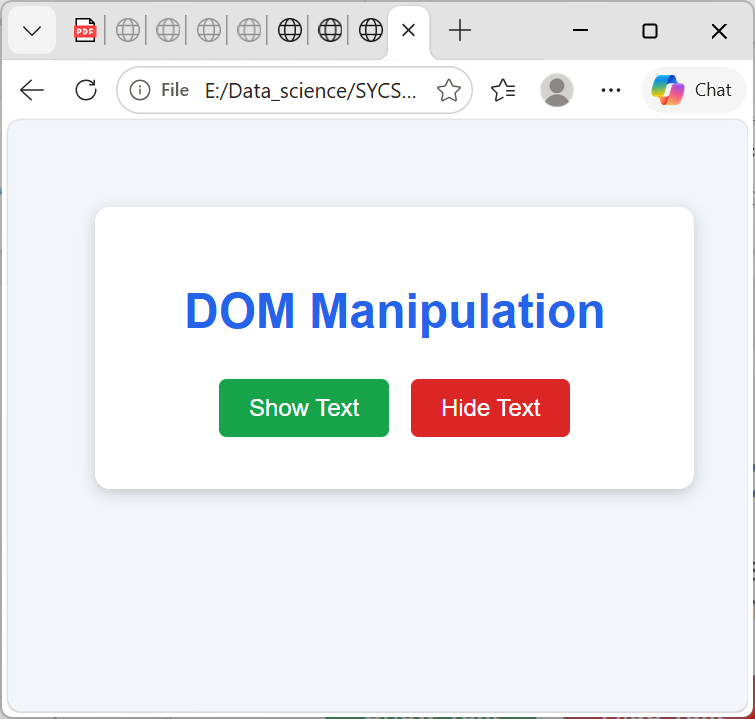 PDF
File E:/Data_science/SYCS...
Chat
DOM Manipulation
Show Text Hide Text